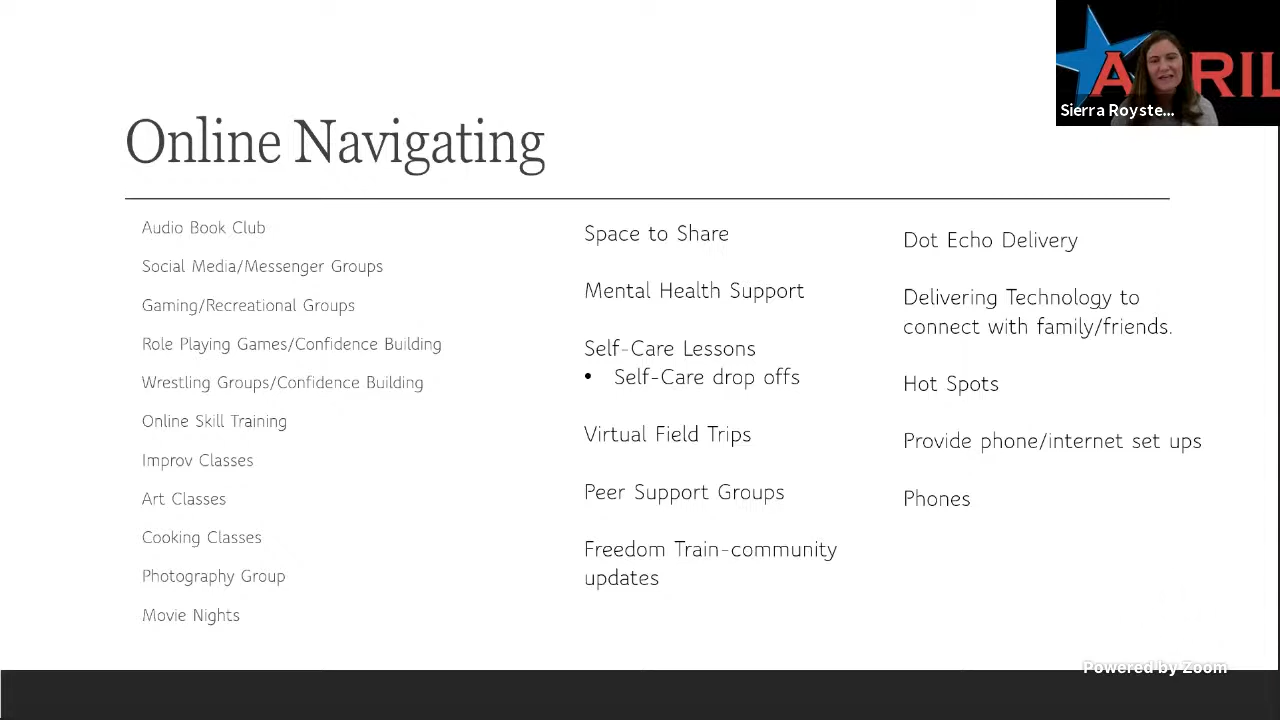 Online Navigating
Audio Book Club
Social Media/Messenger Groups
Gaming/Recreational Groups
Role Playing Games/Confidence Building
Wrestling Groups/Confidence Building
Online Skill Training
Improv Classes
Art Classes
Cooking Classes
Photography Group
Movie Nights
Space to Share
Mental Health Support
Self-Care Lessons
• Self-Care drop offs
Virtual Field Trips
Peer Support Groups
Freedom Train-community
updates
Dot Echo Delivery
Delivering Technology to
connect with family/friends.
Hot Spots
Provide phone/internet set ups
Phones
Sierra Royste...
Powered by Zoom